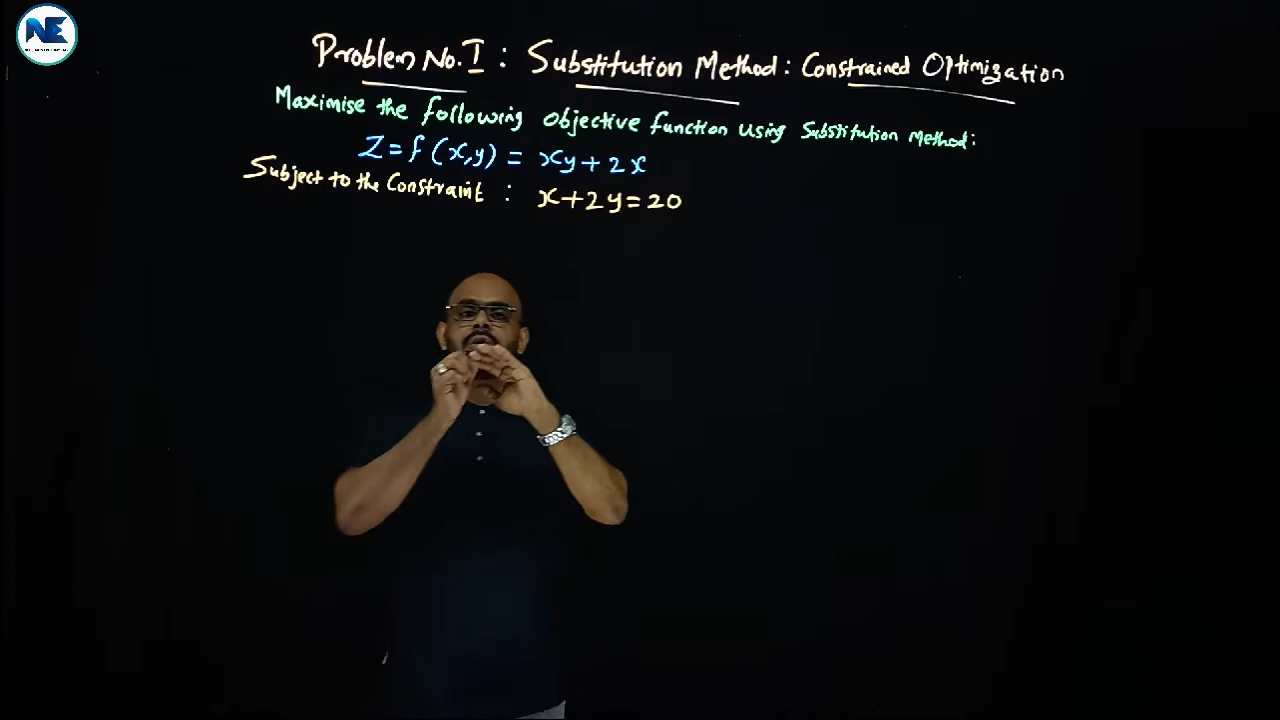 NE
Problem No. I : Substitution Method: Constrained Optimization
Maximise the following objective function using Substitution Method:
Z = f (x,y) = xy + 2x
Subject to the Constraint : x + 2y = 20